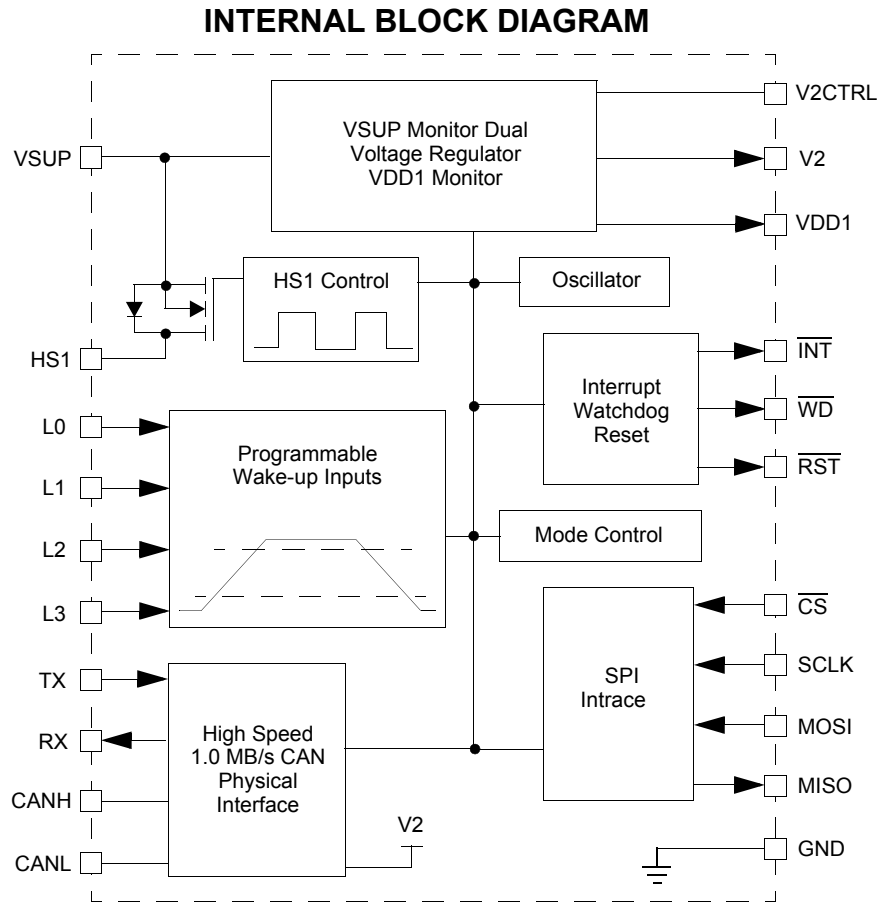 INTERNAL BLOCK DIAGRAM
VSUP
HS1
L0
L1
L2
L3
TX
RX
CANH
CANL
VSUP Monitor Dual
Voltage Regulator
VDD1 Monitor
HS1 Control
Oscillator
Programmable
Wake-up Inputs
Interrupt
Watchdog
Reset
Mode Control
High Speed
1.0 MB/s CAN
Physical
Interface
V2
SPI
Intrace
V2CTRL
V2
VDD1
INT
WD
RST
CS
SCLK
MOSI
MISO
GND